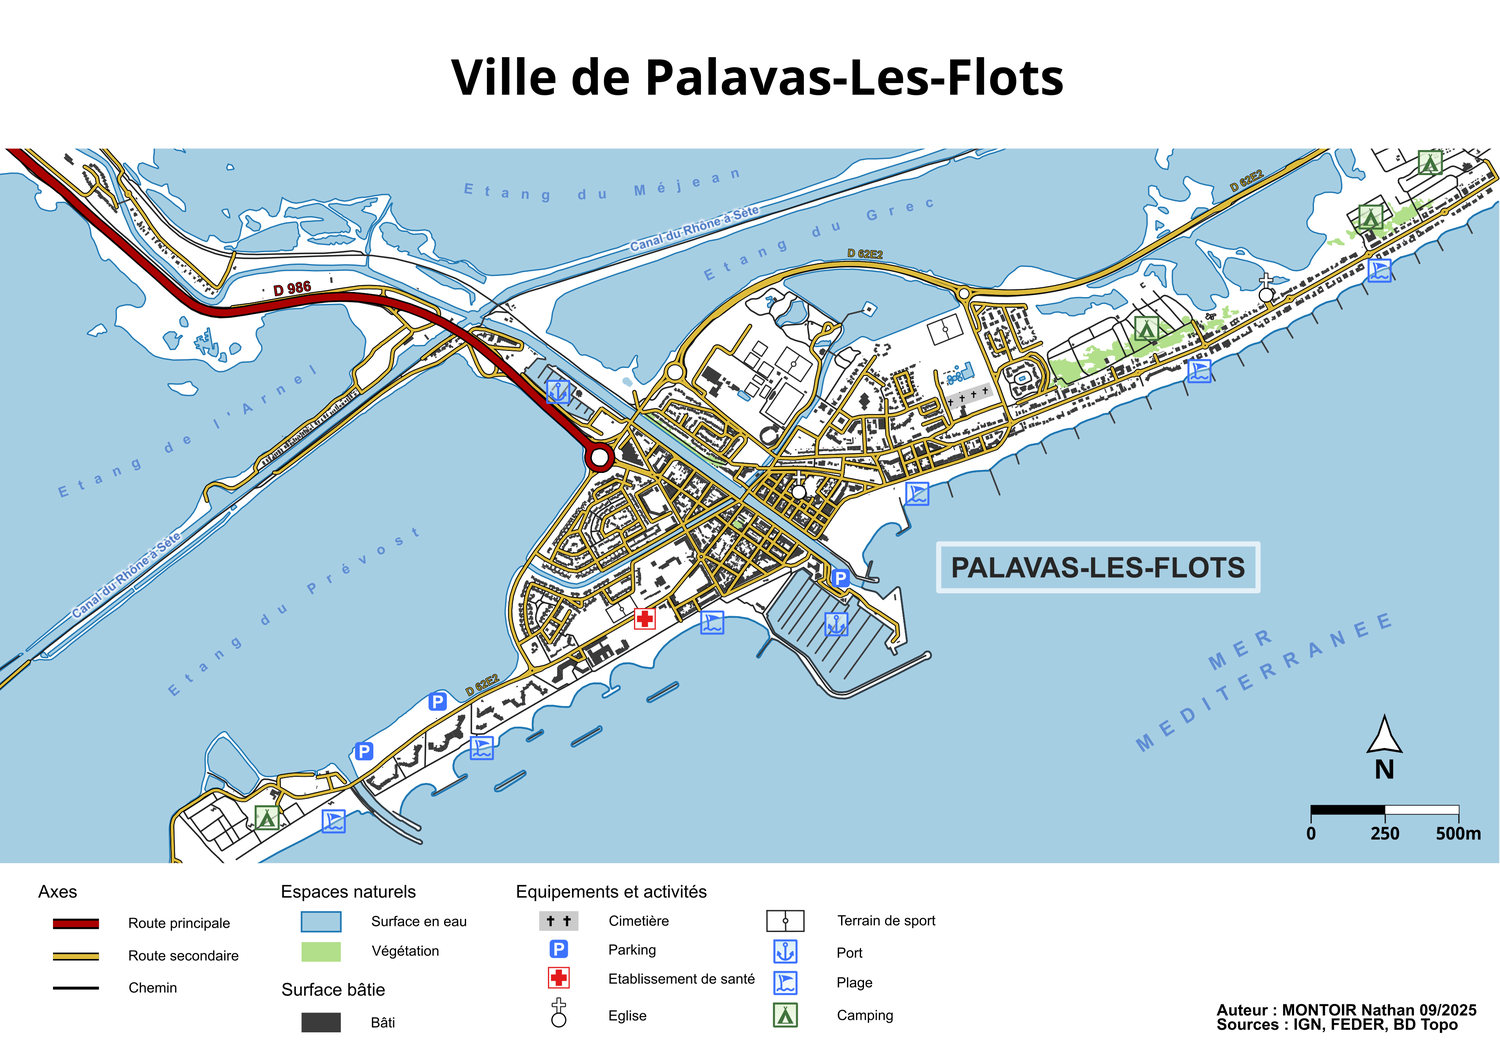 Ville de Palavas-Les-Flots
Etang du Méjean
Canal du Rhône à Sète
Etang du Grec
D 62E2
D 62E2
D 986
Etang de l'Arnel
Etang du Prévost
Canal du Rhône à Sète
P
PALAVAS-LES-FLOTS
MER
MEDITERRANEE
D 62E2
P
P
N
0 250 500m
Axes
Route principale
Route secondaire
Chemin
Espaces naturels
Surface en eau
Végétation
Surface bâtie
Bâti
Equipements et activités
Cimetière
P Parking
Etablissement de santé
Eglise
Terrain de sport
Port
Plage
Camping
Auteur : MONTOIR Nathan 09/2025
Sources : IGN, FEDER, BD Topo